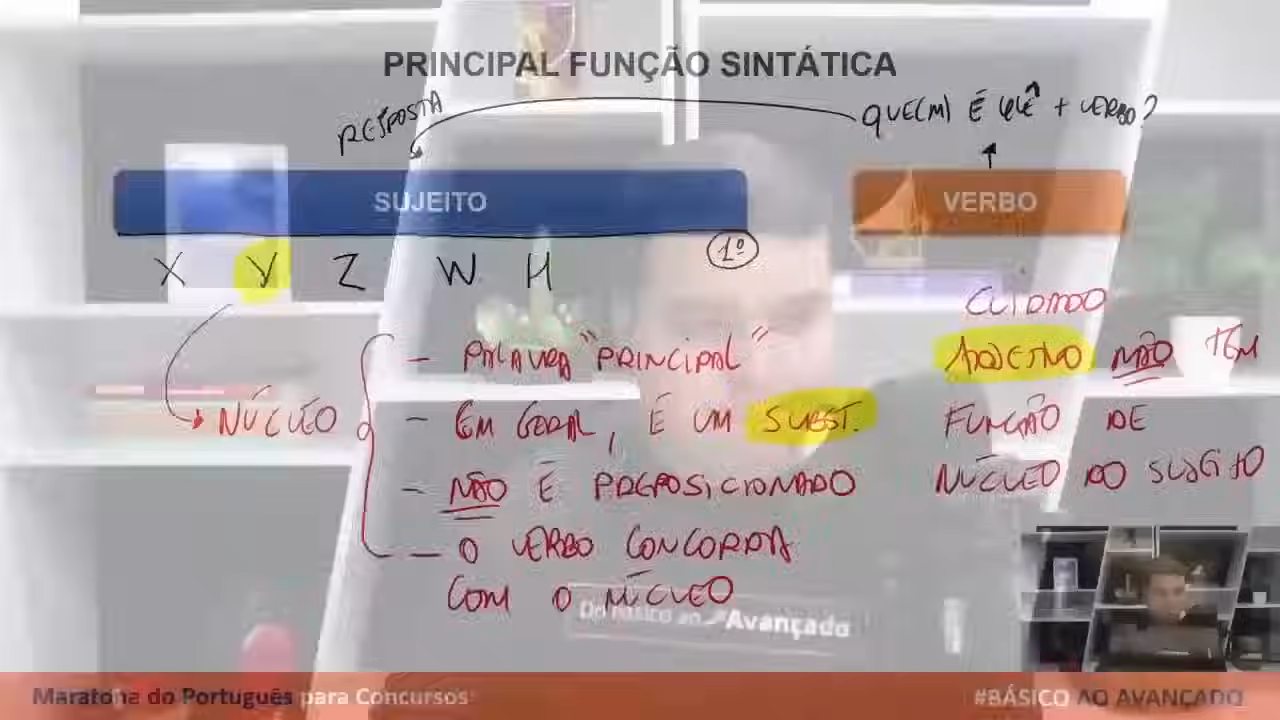 PRINCIPAL FUNÇÃO SINTÁTICA
RESPOSTA
QUE(M) É QUÊ + VERBO?
SUJEITO
VERBO
X Y Z W H
1º
CUIDADO
- PALAVRA "PRINCIPAL"
ADJETIVO NÃO TEM
NÚCLEO
- EM GERAL, É UM SUBST.
FUNÇÃO DE
- NÃO É PREPOSICIONADO
NÚCLEO DO SUJEITO
- O VERBO CONCORDA
COM O NÚCLEO
Do básico ao Avançado
Maratona do Português para Concursos
#BÁSICO AO AVANÇADO